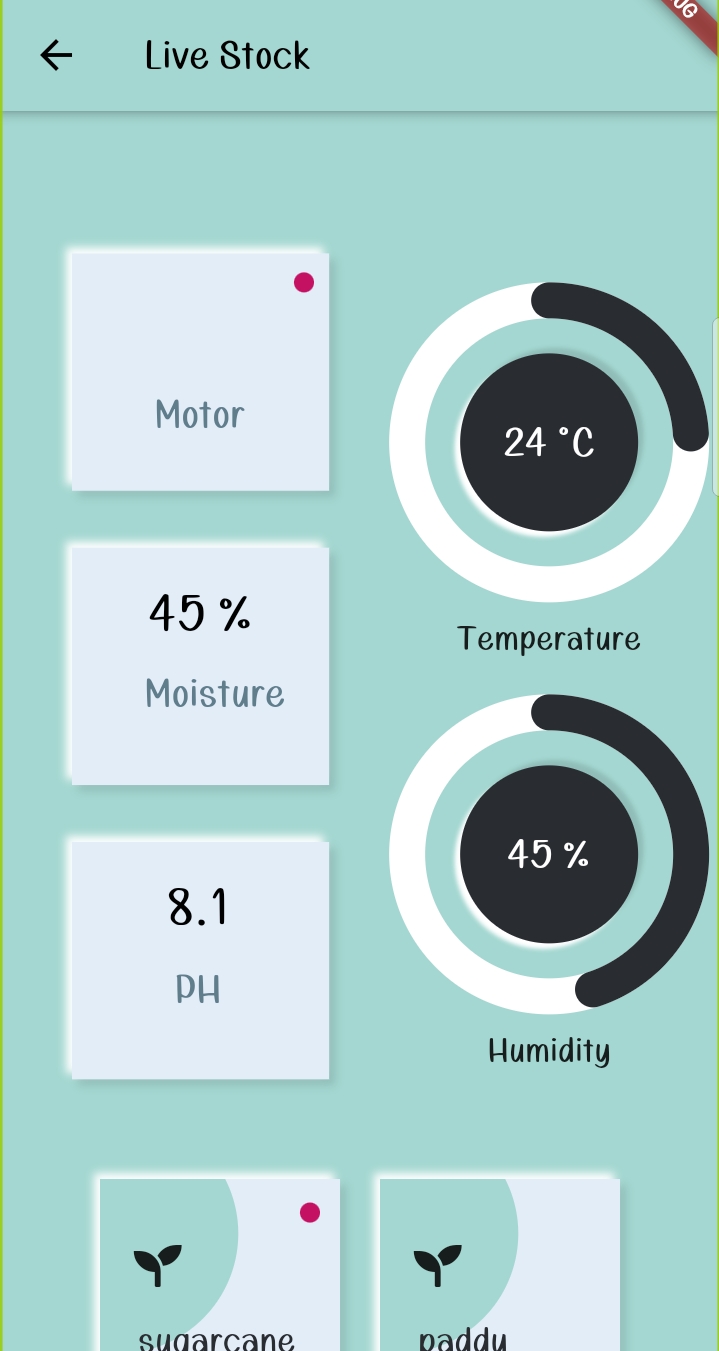 Live Stock
Motor
24 °C
Temperature
45 %
Moisture
45 %
Humidity
8.1
PH
sugarcane
paddy